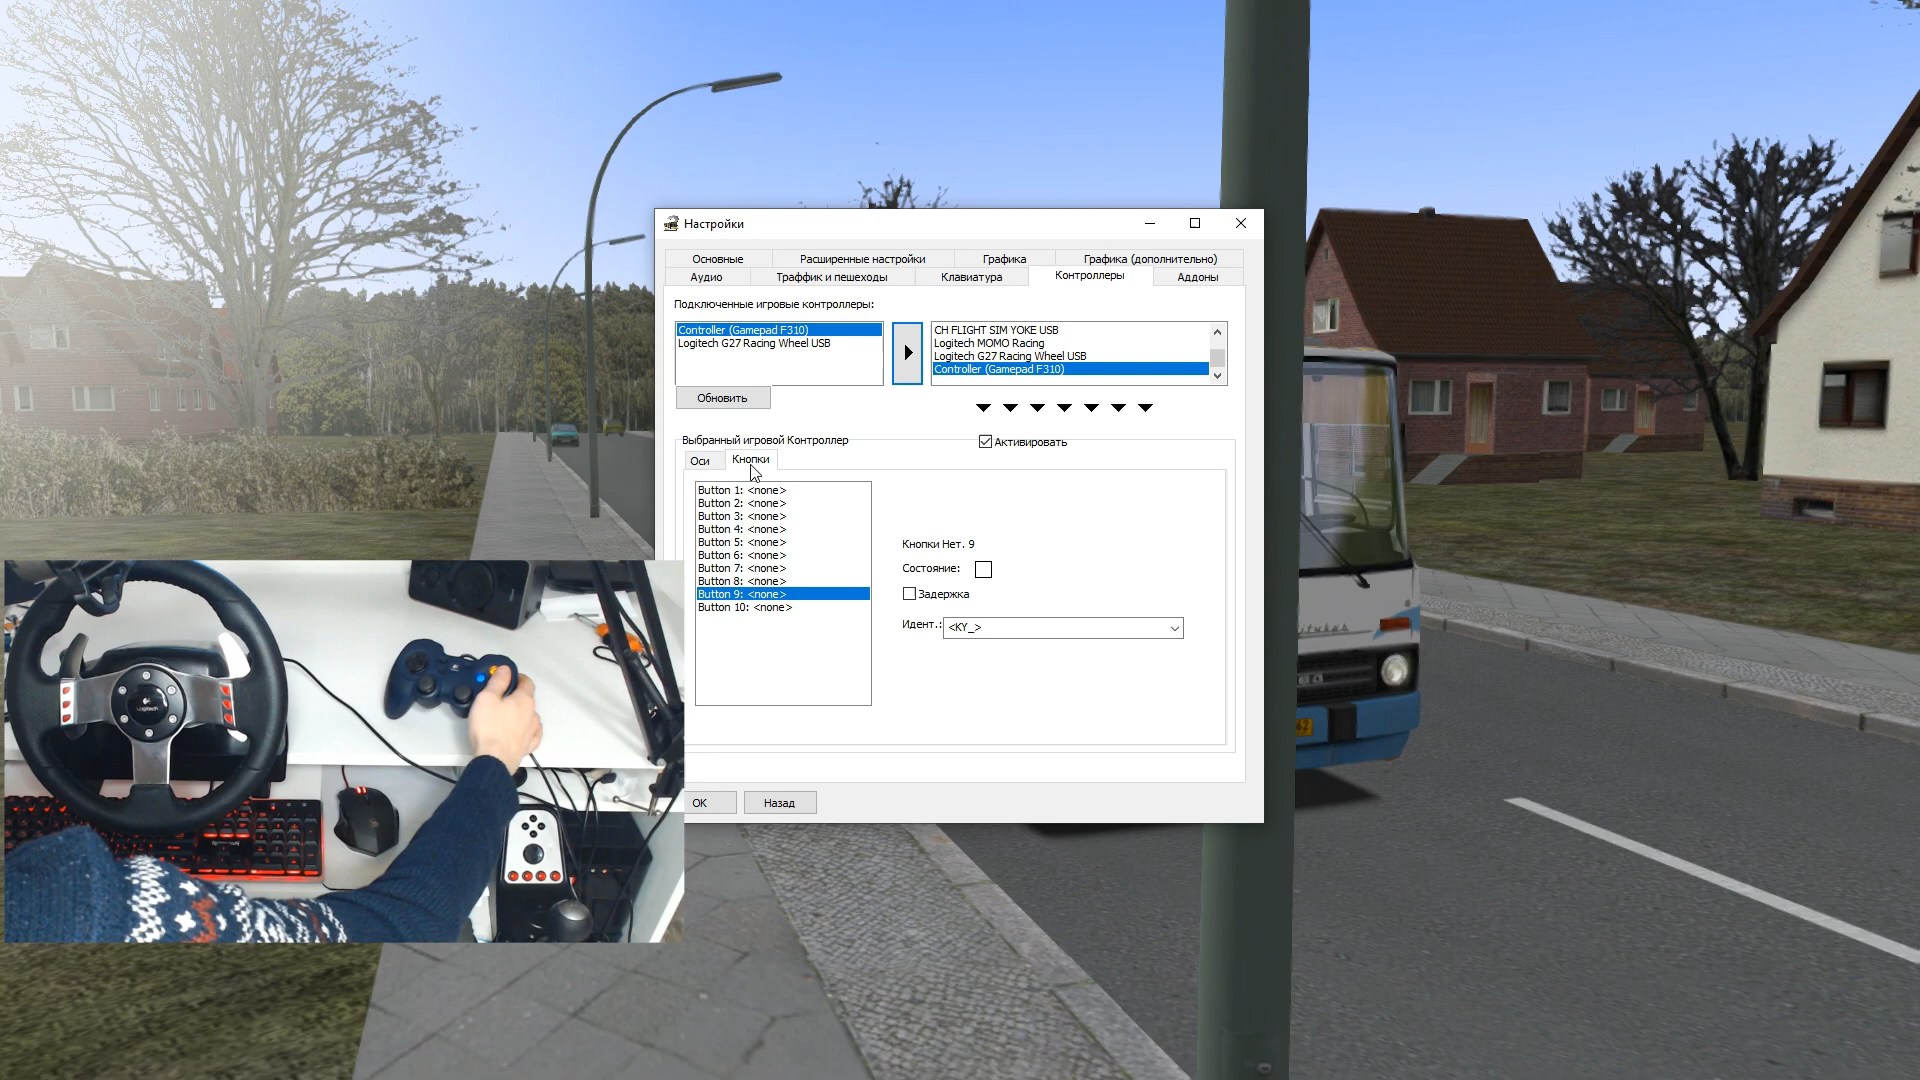 Настройки
Основные
Расширенные настройки
Графика
Графика (дополнительно)
Аудио
Траффик и пешеходы
Клавиатура
Контроллеры
Аддоны
Подключенные игровые контроллеры:
Controller (Gamepad F310)
Logitech G27 Racing Wheel USB
CH FLIGHT SIM YOKE USB
Logitech MOMO Racing
Logitech G27 Racing Wheel USB
Controller (Gamepad F310)
Обновить
Выбранный игровой Контроллер
Активировать
Оси
Кнопки
Button 1: <none>
Button 2: <none>
Button 3: <none>
Button 4: <none>
Button 5: <none>
Button 6: <none>
Button 7: <none>
Button 8: <none>
Button 9: <none>
Button 10: <none>
Кнопки Нет. 9
Состояние:
Задержка
Идент.:
<KY_>
OK
Назад
Logitech